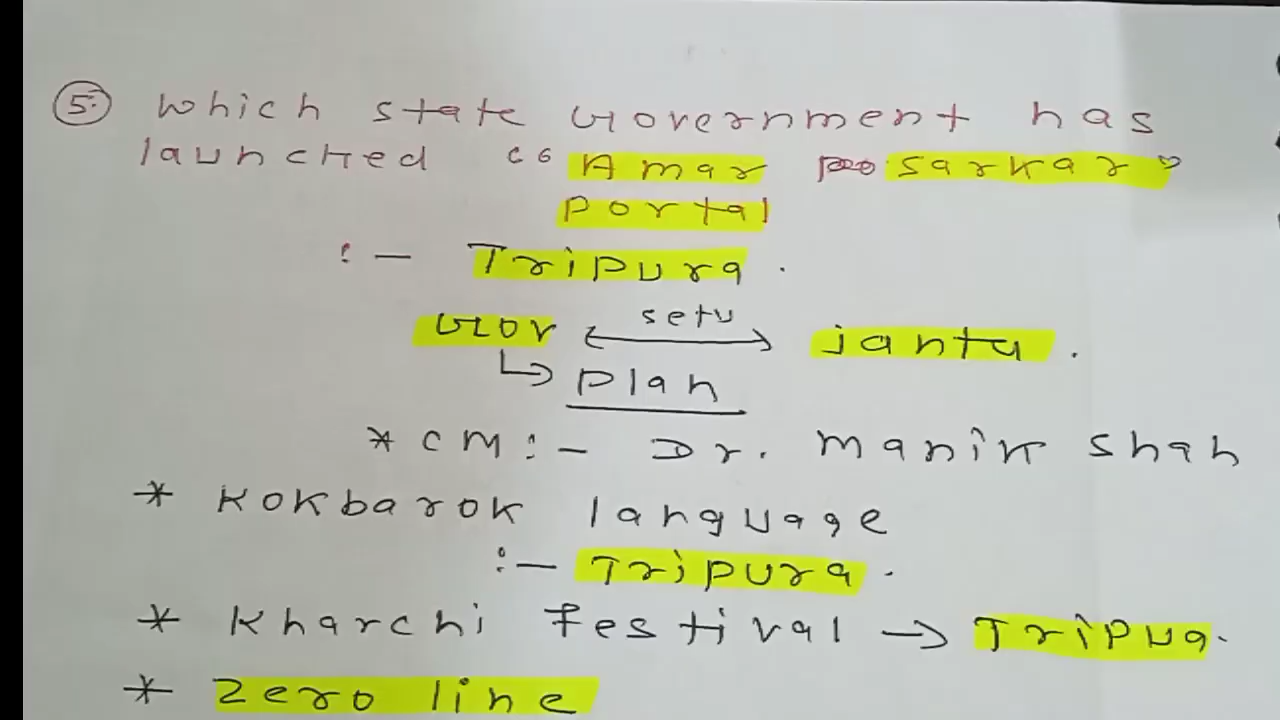 5. Which state Government has
launched "Amar sarkar"
portal
:- Tripura.
Gov setu janta.
Plan
* CM :- Dr. Manik Shah
* Kokbarok language
:- Tripura.
* Kharchi festival → Tripua.
* Zero line